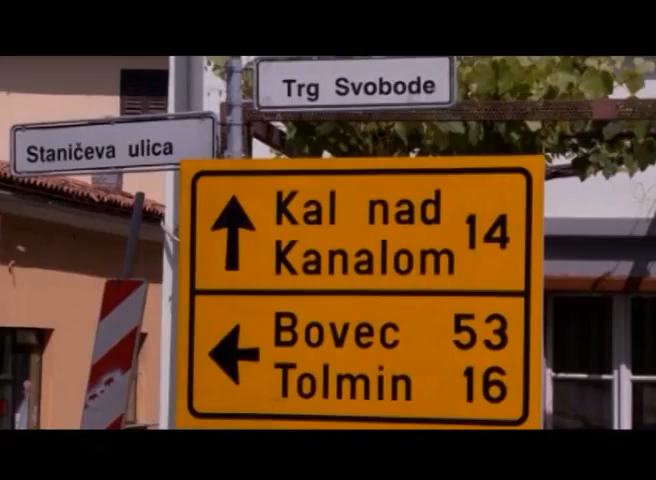 Trg Svobode
Staničeva ulica
Kal nad
Kanalom 14
Bovec 53
Tolmin 16